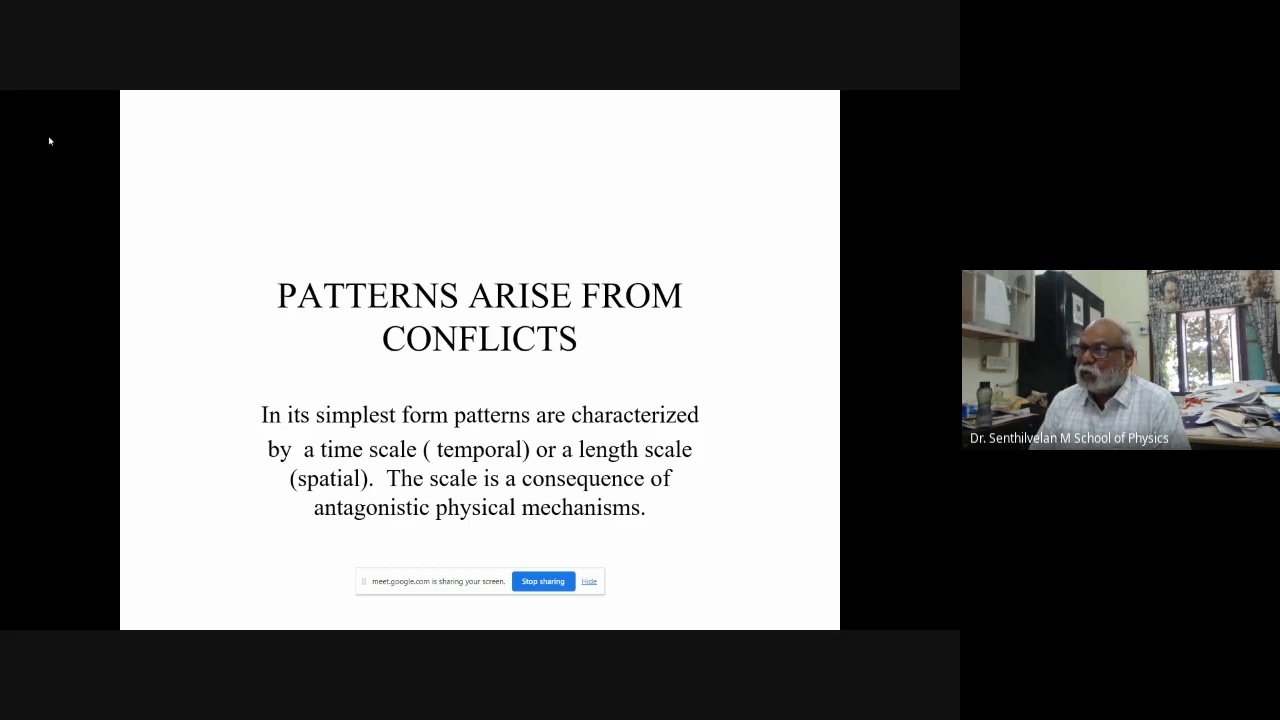 PATTERNS ARISE FROM
CONFLICTS
In its simplest form patterns are characterized
by a time scale ( temporal) or a length scale
(spatial). The scale is a consequence of
antagonistic physical mechanisms.
meet.google.com is sharing your screen. Stop sharing Hide
Dr. Senthilvelan M School of Physics